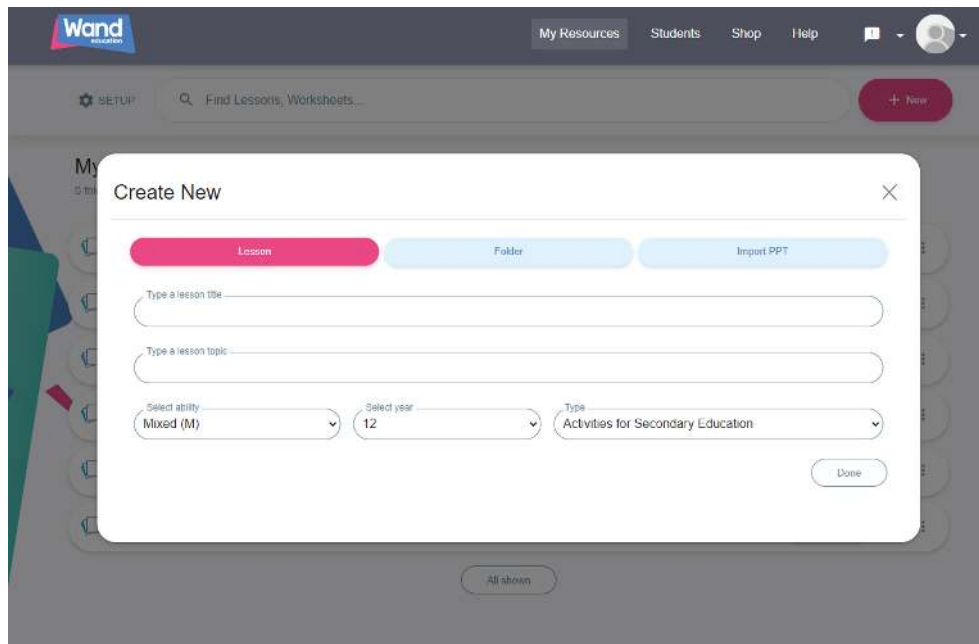 Wand
education
My Resources Students Shop Help
SETUP Find Lessons, Worksheets... + New
My
Create New
Lesson Folder Import PPT
Type a lesson title
Type a lesson topic
Select ability Select year Type
Mixed (M) 12 Activities for Secondary Education
Done
All shown